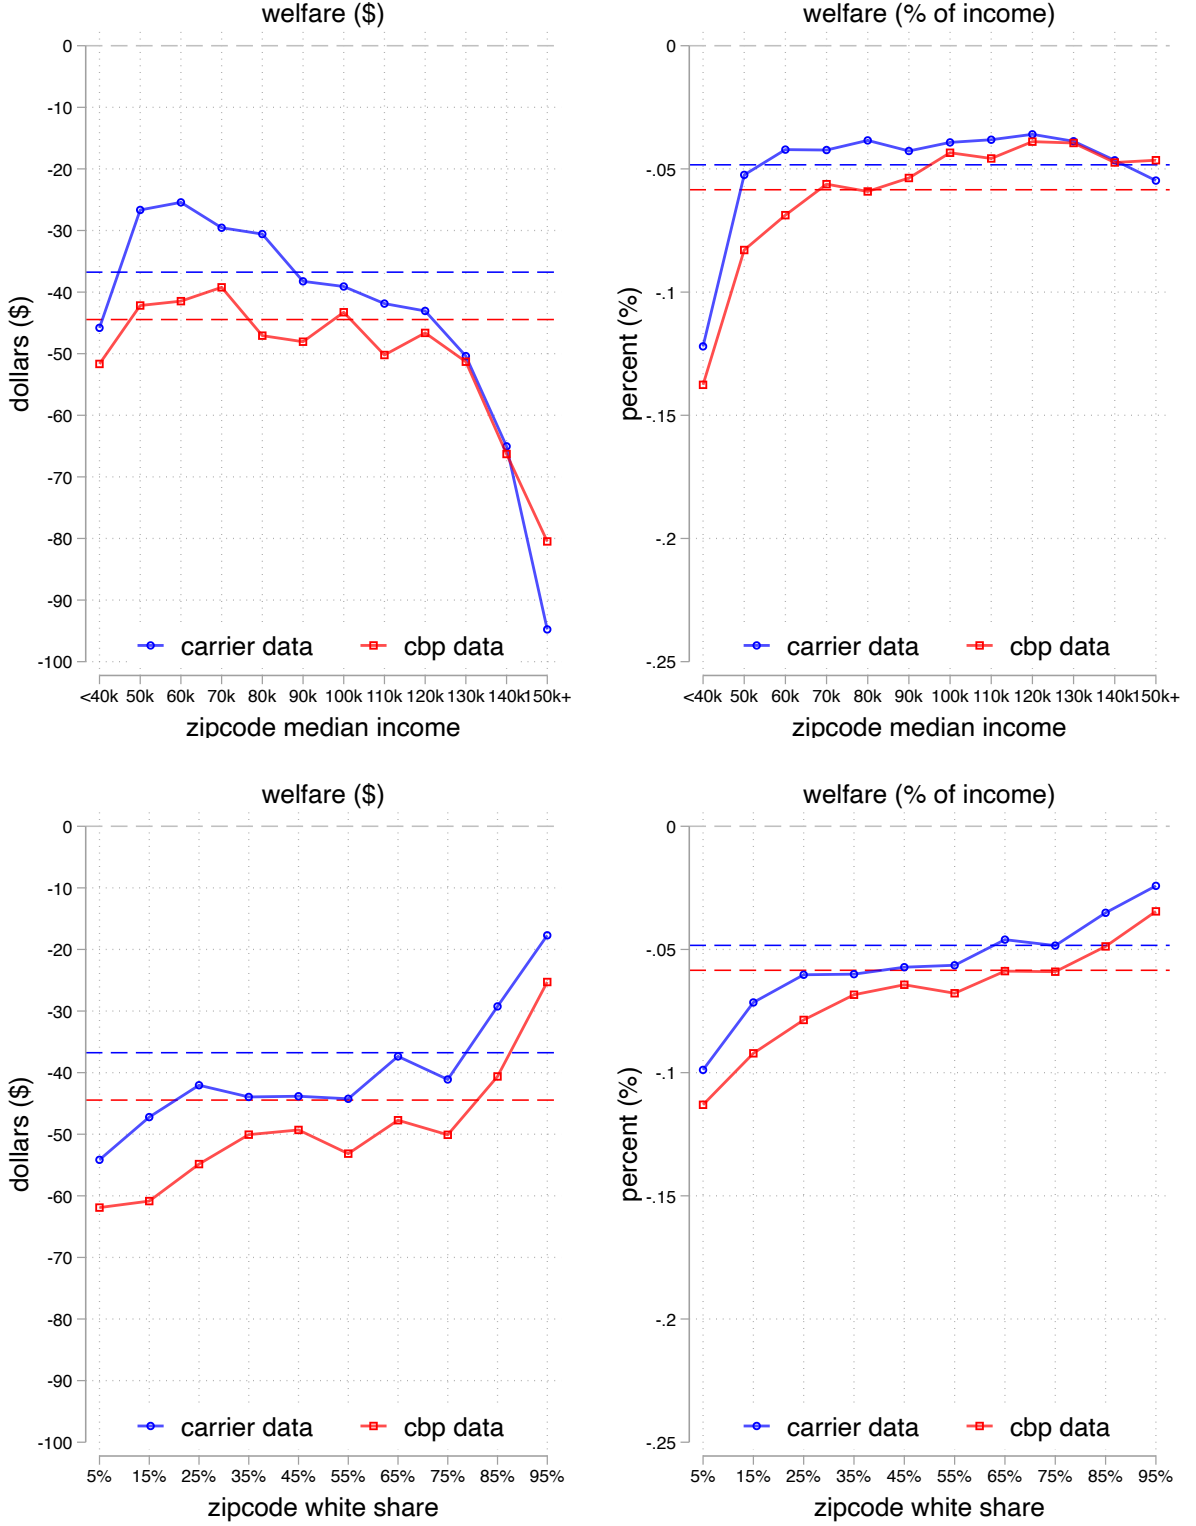 welfare ($)
0
-10
-20
-30
-40
-50
-60
-70
-80
-90
-100
dollars ($)
carrier data
cbp data
<40k 50k 60k 70k 80k 90k 100k 110k 120k 130k 140k 150k+
zipcode median income
welfare (% of income)
0
-.05
-.1
-.15
-.2
-.25
percent (%)
carrier data
cbp data
<40k 50k 60k 70k 80k 90k 100k 110k 120k 130k 140k 150k+
zipcode median income
welfare ($)
0
-10
-20
-30
-40
-50
-60
-70
-80
-90
-100
dollars ($)
carrier data
cbp data
5% 15% 25% 35% 45% 55% 65% 75% 85% 95%
zipcode white share
welfare (% of income)
0
-.05
-.1
-.15
-.2
-.25
percent (%)
carrier data
cbp data
5% 15% 25% 35% 45% 55% 65% 75% 85% 95%
zipcode white share